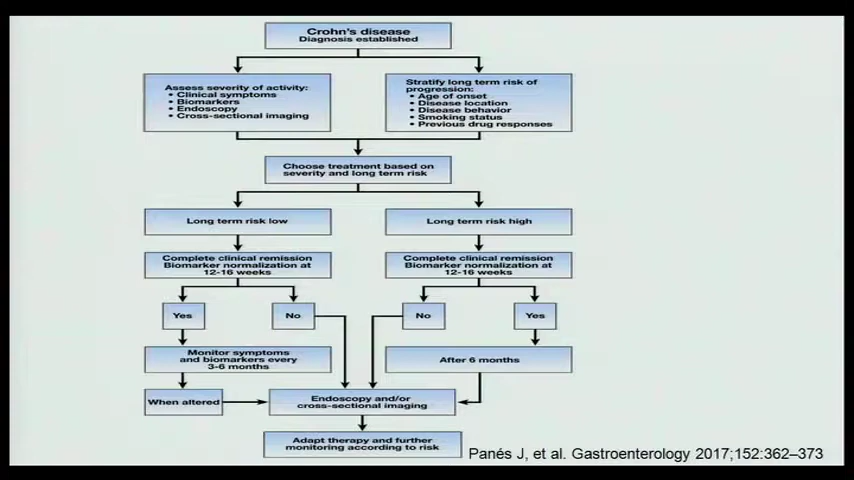 Crohn's disease
Diagnosis established
Assess severity of activity:
• Clinical symptoms
• Biomarkers
• Endoscopy
• Cross-sectional imaging
Stratify long term risk of
progression:
• Age of onset
• Disease location
• Disease behavior
• Smoking status
• Previous drug responses
Choose treatment based on
severity and long term risk
Long term risk low
Long term risk high
Complete clinical remission
Biomarker normalization at
12-16 weeks
Complete clinical remission
Biomarker normalization at
12-16 weeks
Yes
No
No
Yes
Monitor symptoms
and biomarkers every
3-6 months
After 6 months
When altered
Endoscopy and/or
cross-sectional imaging
Adapt therapy and further
monitoring according to risk
Panés J, et al. Gastroenterology 2017;152:362–373